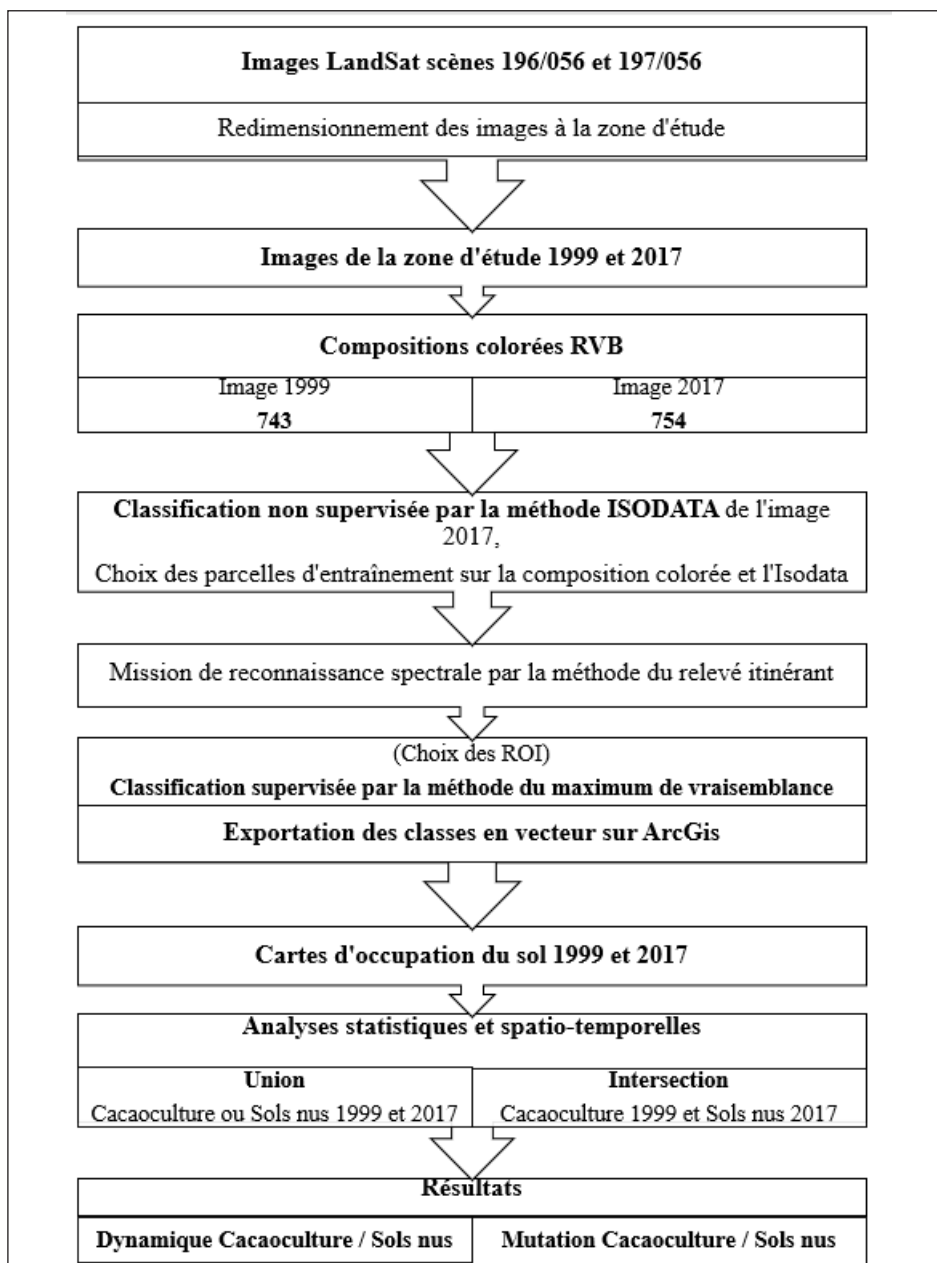 Images LandSat scènes 196/056 et 197/056
Redimensionnement des images à la zone d'étude
Images de la zone d'étude 1999 et 2017
Compositions colorées RVB
Image 1999
743
Image 2017
754
Classification non supervisée par la méthode ISODATA de l'image
2017,
Choix des parcelles d'entraînement sur la composition colorée et l'Isodata
Mission de reconnaissance spectrale par la méthode du relevé itinérant
(Choix des ROI)
Classification supervisée par la méthode du maximum de vraisemblance
Exportation des classes en vecteur sur ArcGis
Cartes d'occupation du sol 1999 et 2017
Analyses statistiques et spatio-temporelles
Union
Cacaoculture ou Sols nus 1999 et 2017
Intersection
Cacaoculture 1999 et Sols nus 2017
Résultats
Dynamique Cacaoculture / Sols nus
Mutation Cacaoculture / Sols nus